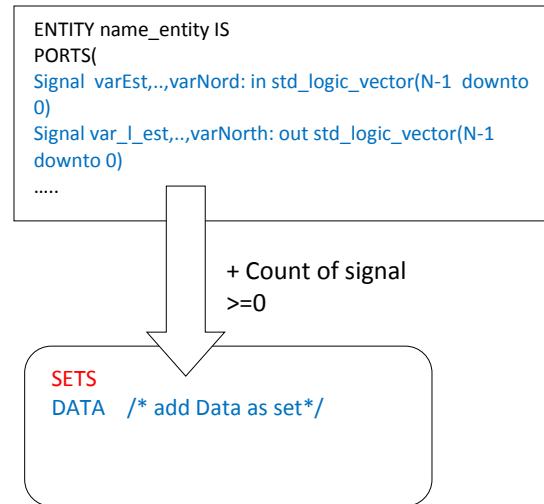 ENTITY name_entity IS
PORTS(
Signal  varEst,..,varNord: in std_logic_vector(N-1  downto
0)
Signal var_l_est,..,varNorth: out std_logic_vector(N-1
downto 0)
…..
+ Count of signal
>=0
SETS
DATA    /* add Data as set*/